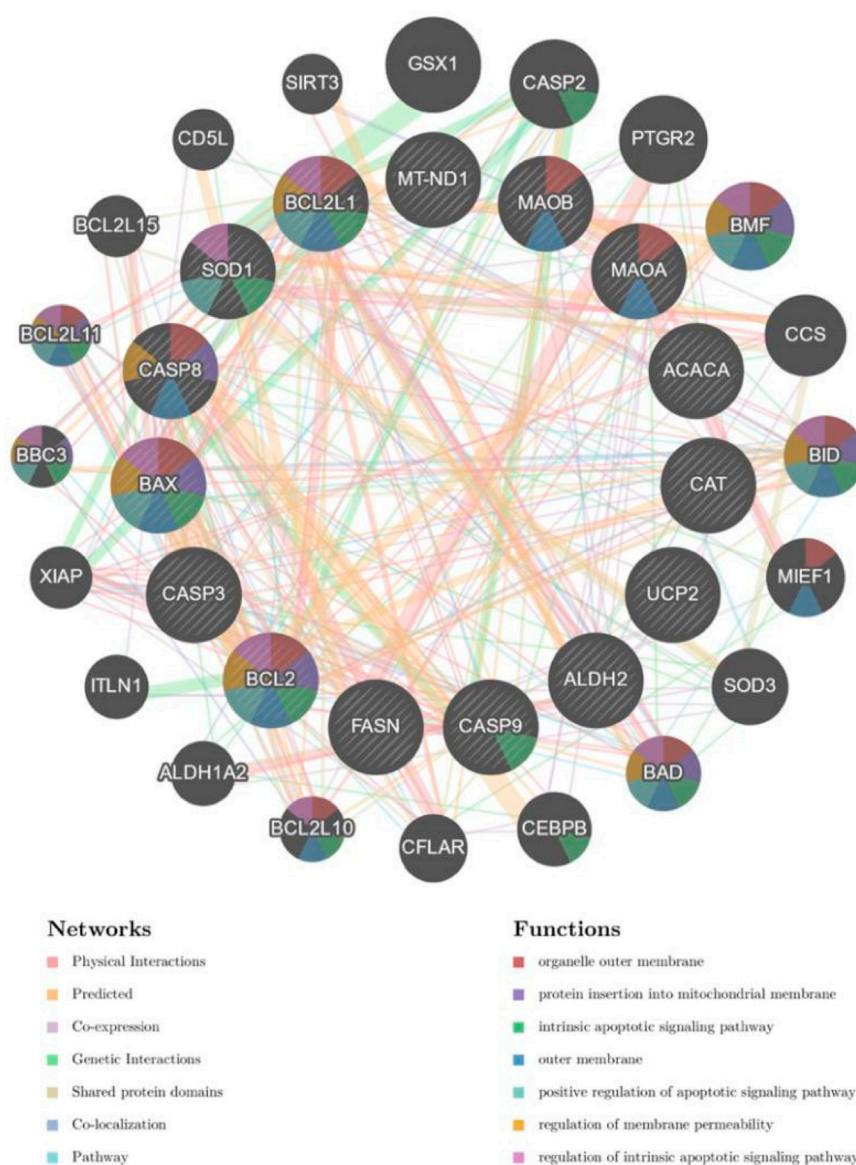 GSX1
SIRT3
CASP2
CD5L
PTGR2
MT-ND1
BCL2L1
MAOB
BCL2L15
BMF
SOD1
MAOA
BCL2L11
CCS
CASP8
ACACA
BBC3
BID
BAX
CAT
XIAP
MIEF1
CASP3
UCP2
ITLN1
SOD3
BCL2
ALDH2
FASN
CASP9
ALDH1A2
BAD
BCL2L10
CEBPB
CFLAR
Networks
Physical Interactions
Predicted
Co-expression
Genetic Interactions
Shared protein domains
Co-localization
Pathway
Functions
organelle outer membrane
protein insertion into mitochondrial membrane
intrinsic apoptotic signaling pathway
outer membrane
positive regulation of apoptotic signaling pathway
regulation of membrane permeability
regulation of intrinsic apoptotic signaling pathway